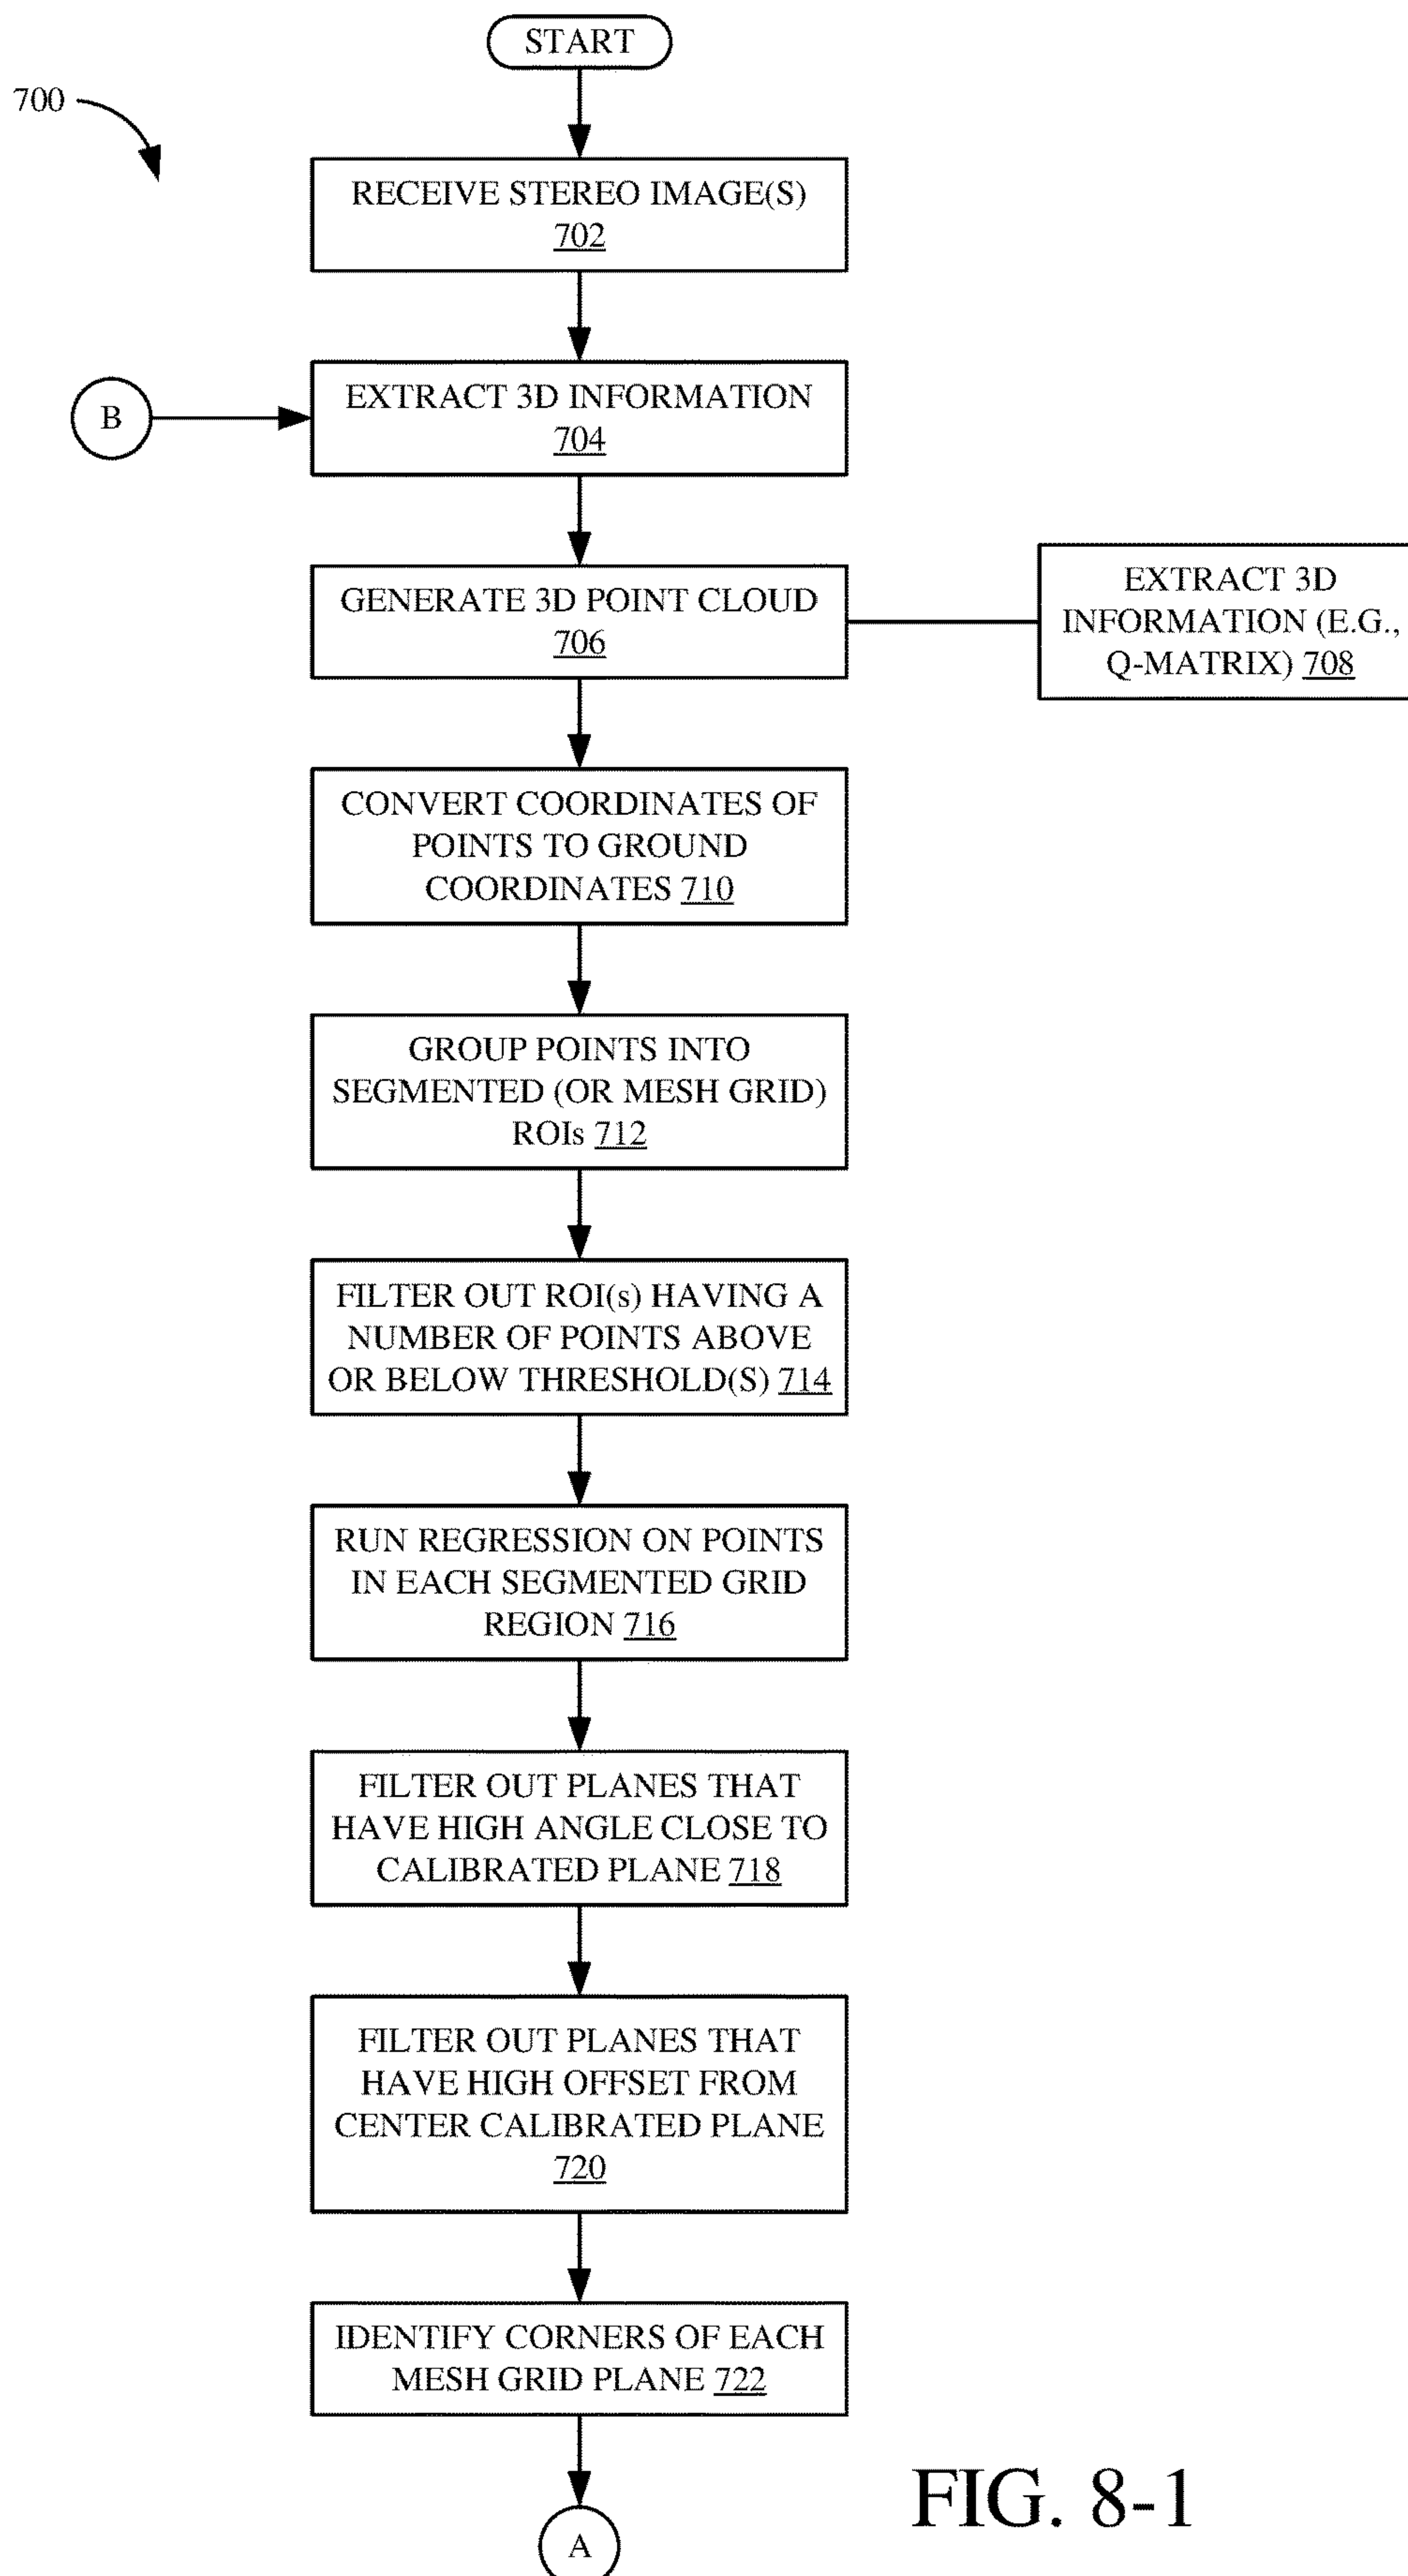 START
700
RECEIVE STEREO IMAGE(S)
702
B
EXTRACT 3D INFORMATION
704
GENERATE 3D POINT CLOUD
706
EXTRACT 3D
INFORMATION (E.G.,
Q-MATRIX) 708
CONVERT COORDINATES OF
POINTS TO GROUND
COORDINATES 710
GROUP POINTS INTO
SEGMENTED (OR MESH GRID)
ROIs 712
FILTER OUT ROI(s) HAVING A
NUMBER OF POINTS ABOVE
OR BELOW THRESHOLD(S) 714
RUN REGRESSION ON POINTS
IN EACH SEGMENTED GRID
REGION 716
FILTER OUT PLANES THAT
HAVE HIGH ANGLE CLOSE TO
CALIBRATED PLANE 718
FILTER OUT PLANES THAT
HAVE HIGH OFFSET FROM
CENTER CALIBRATED PLANE
720
IDENTIFY CORNERS OF EACH
MESH GRID PLANE 722
A
FIG. 8-1